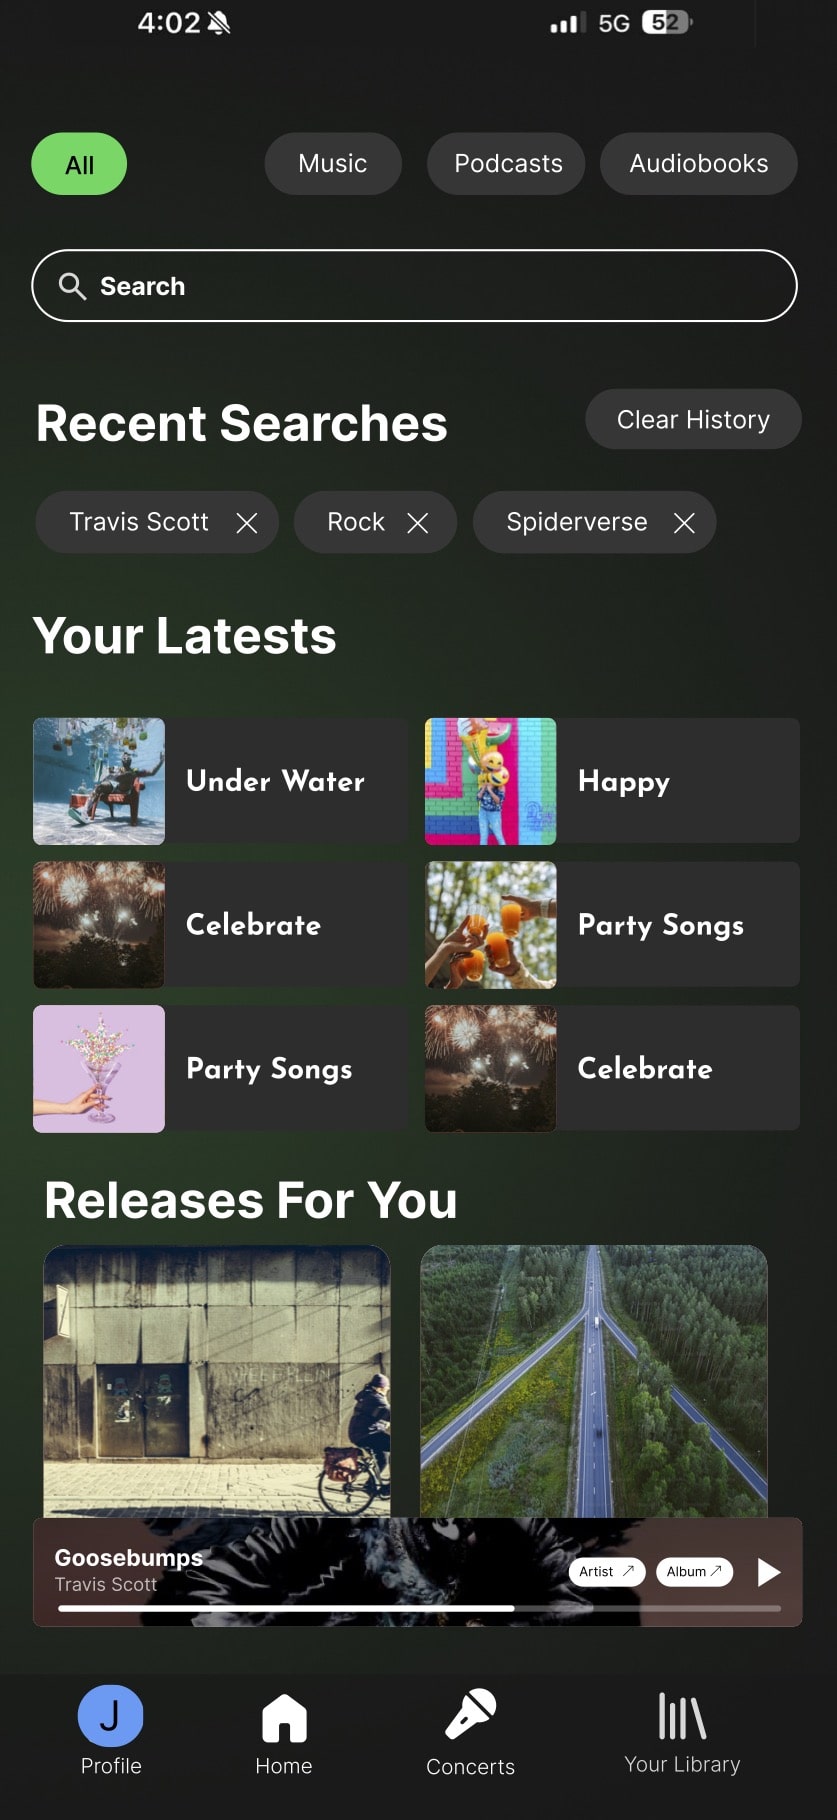 4:02 5G 52
All Music Podcasts Audiobooks
Search
Recent Searches Clear History
Travis Scott Rock Spiderverse
Your Latests
Under Water Happy
Celebrate Party Songs
Party Songs Celebrate
Releases For You
Goosebumps
Travis Scott
Artist Album
J
Profile Home Concerts Your Library